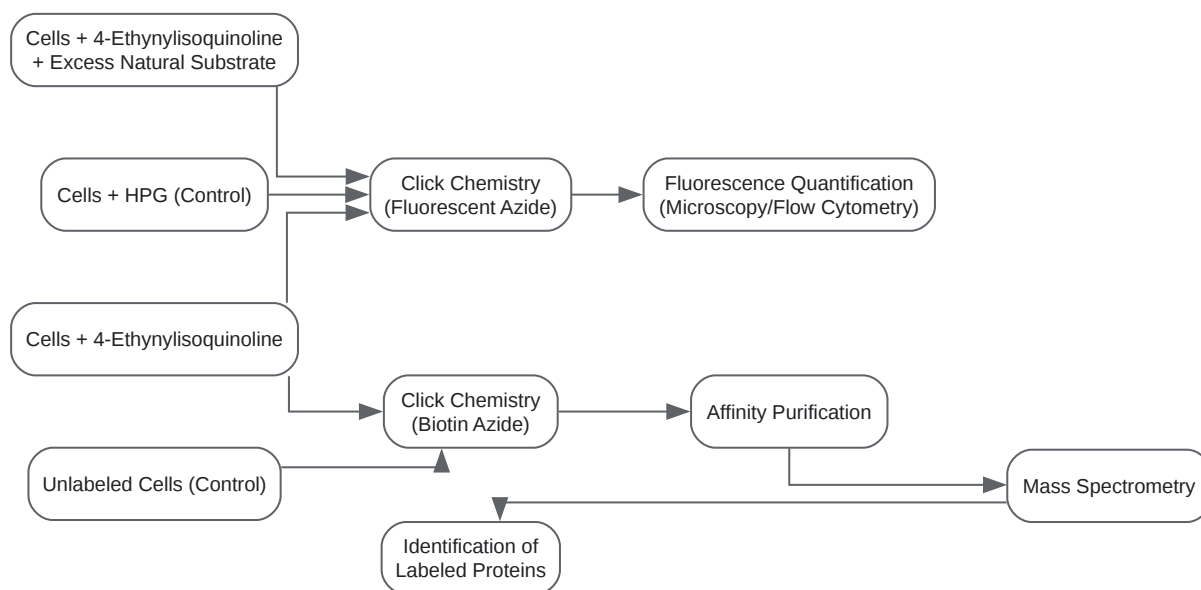 Cells + 4-Ethynylisoquinoline
+ Excess Natural Substrate
Cells + HPG (Control)
Click Chemistry
(Fluorescent Azide)
Fluorescence Quantification
(Microscopy/Flow Cytometry)
Cells + 4-Ethynylisoquinoline
Click Chemistry
(Biotin Azide)
Affinity Purification
Unlabeled Cells (Control)
Mass Spectrometry
Identification of
Labeled Proteins